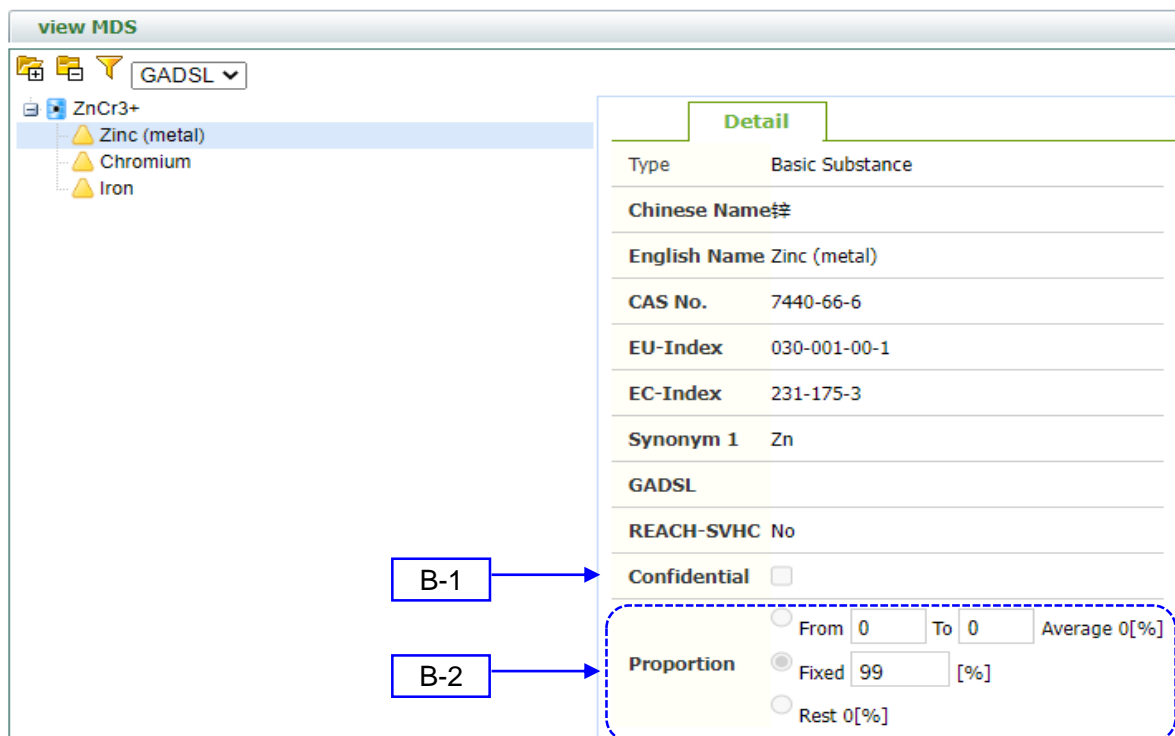 view MDS
GADSL
ZnCr3+
Zinc (metal)
Chromium
Iron
Detail
Type Basic Substance
Chinese Name锌
English Name Zinc (metal)
CAS No. 7440-66-6
EU-Index 030-001-00-1
EC-Index 231-175-3
Synonym 1 Zn
GADSL
REACH-SVHC No
B-1
Confidential
From 0 To 0 Average 0[%]
B-2
Proportion
Fixed 99 [%]
Rest 0[%]